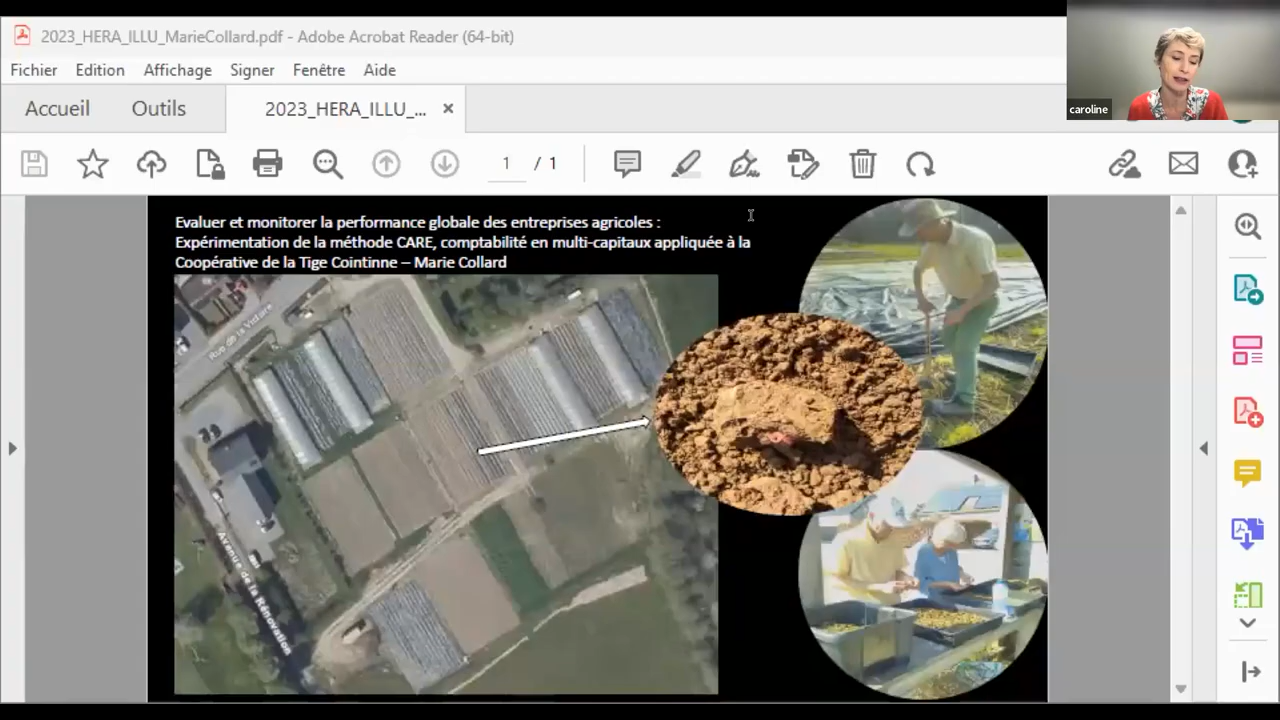 2023_HERA_ILLU_MarieCollard.pdf - Adobe Acrobat Reader (64-bit)
Fichier Edition Affichage Signer Fenêtre Aide
Accueil Outils 2023_HERA_ILLU_... ×
caroline
1 / 1
Evaluer et monitorer la performance globale des entreprises agricoles :
Expérimentation de la méthode CARE, comptabilité en multi-capitaux appliquée à la
Coopérative de la Tige Cointinne – Marie Collard
Rue de la Victoire
Avenue de la Rénovation